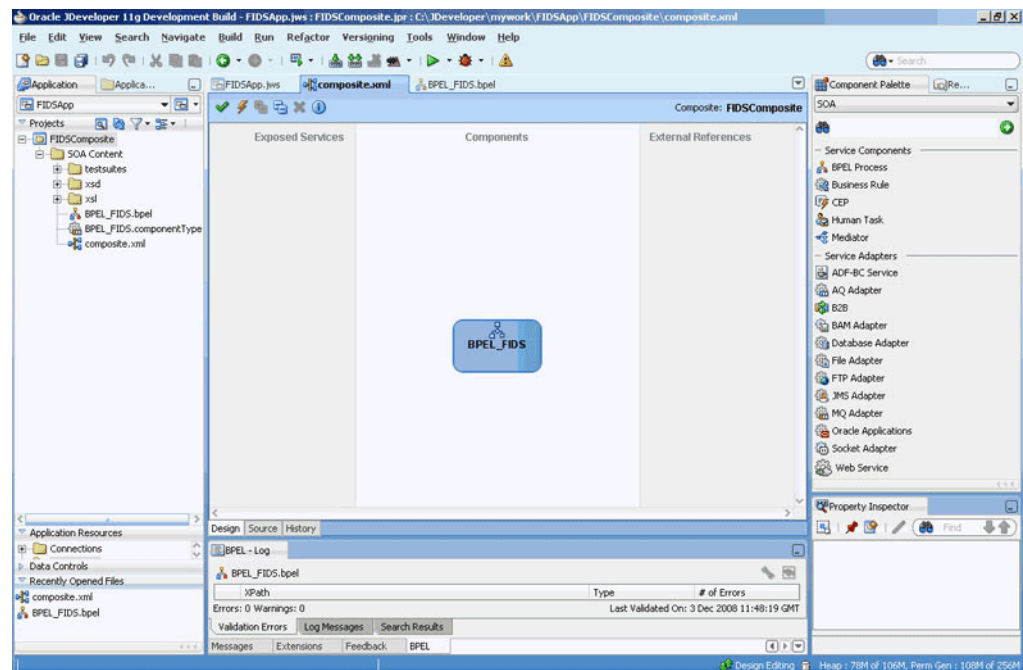 Oracle JDeveloper 11g Development Build - FIDSApp.jws : FIDSComposite.jpr : C:\JDeveloper\mywork\FIDSApp\FIDSComposite\composite.xml
File Edit View Search Navigate Build Run Refactor Versioning Tools Window Help
Search
Application Applica...
FIDSApp.jws composite.xml BPEL_FIDS.bpel
Component Palette Re...
FIDSApp
Composite: FIDSComposite
SOA
Projects
FIDSComposite
SOA Content
testsuites
xsd
xsl
BPEL_FIDS.bpel
BPEL_FIDS.componentType
composite.xml
Exposed Services Components External References
BPEL_FIDS
Service Components
BPEL Process
Business Rule
CEP
Human Task
Mediator
Service Adapters
ADF-BC Service
AQ Adapter
B2B
BAM Adapter
Database Adapter
File Adapter
FTP Adapter
JMS Adapter
MQ Adapter
Oracle Applications
Socket Adapter
Web Service
Property Inspector
Find
Design Source History
Application Resources
Connections
Data Controls
Recently Opened Files
composite.xml
BPEL_FIDS.bpel
BPEL - Log
BPEL_FIDS.bpel
XPath Type # of Errors
Errors: 0 Warnings: 0 Last Validated On: 3 Dec 2008 11:48:19 GMT
Validation Errors Log Messages Search Results
Messages Extensions Feedback BPEL
Design Editing Heap : 78M of 106M, Perm Gen : 108M of 256M